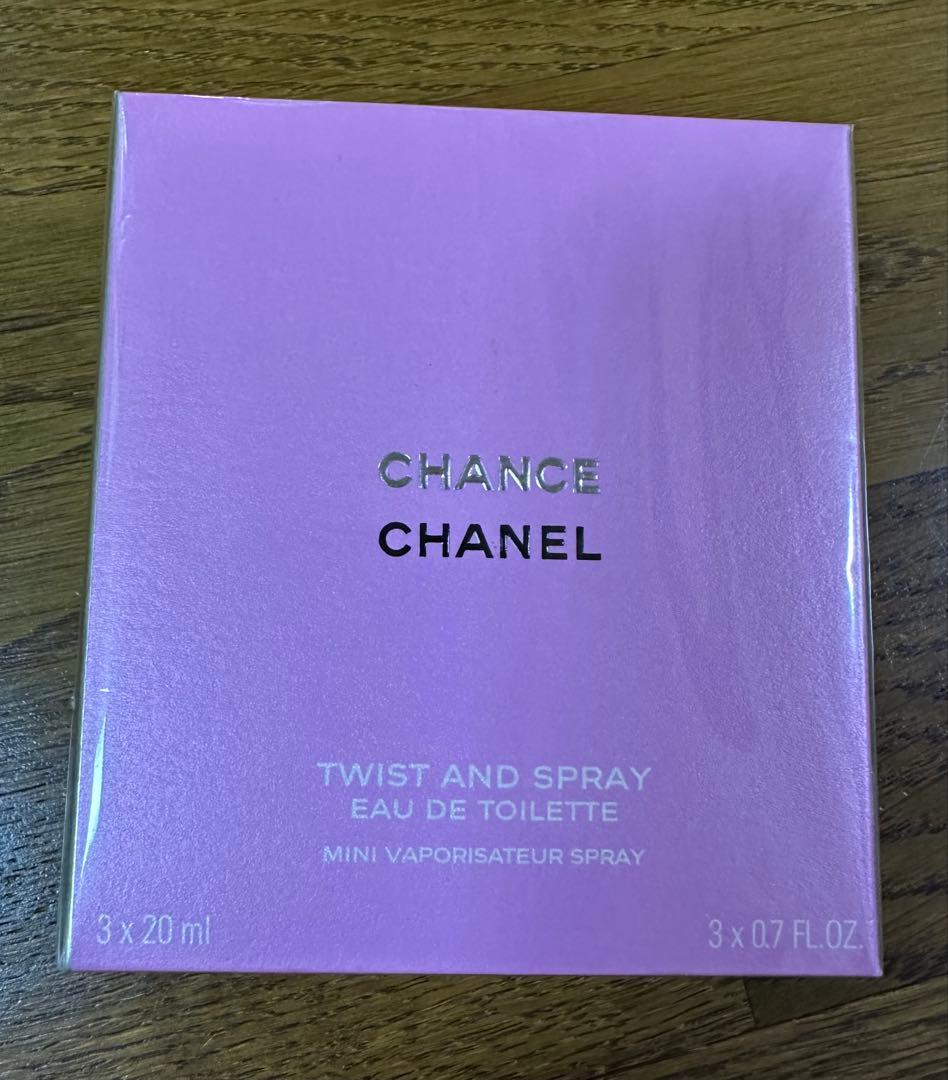 CHANCE
CHANEL
TWIST AND SPRAY
EAU DE TOILETTE
MINI VAPORISATEUR SPRAY
3 x 20 ml
3 x 0.7 FL.OZ.